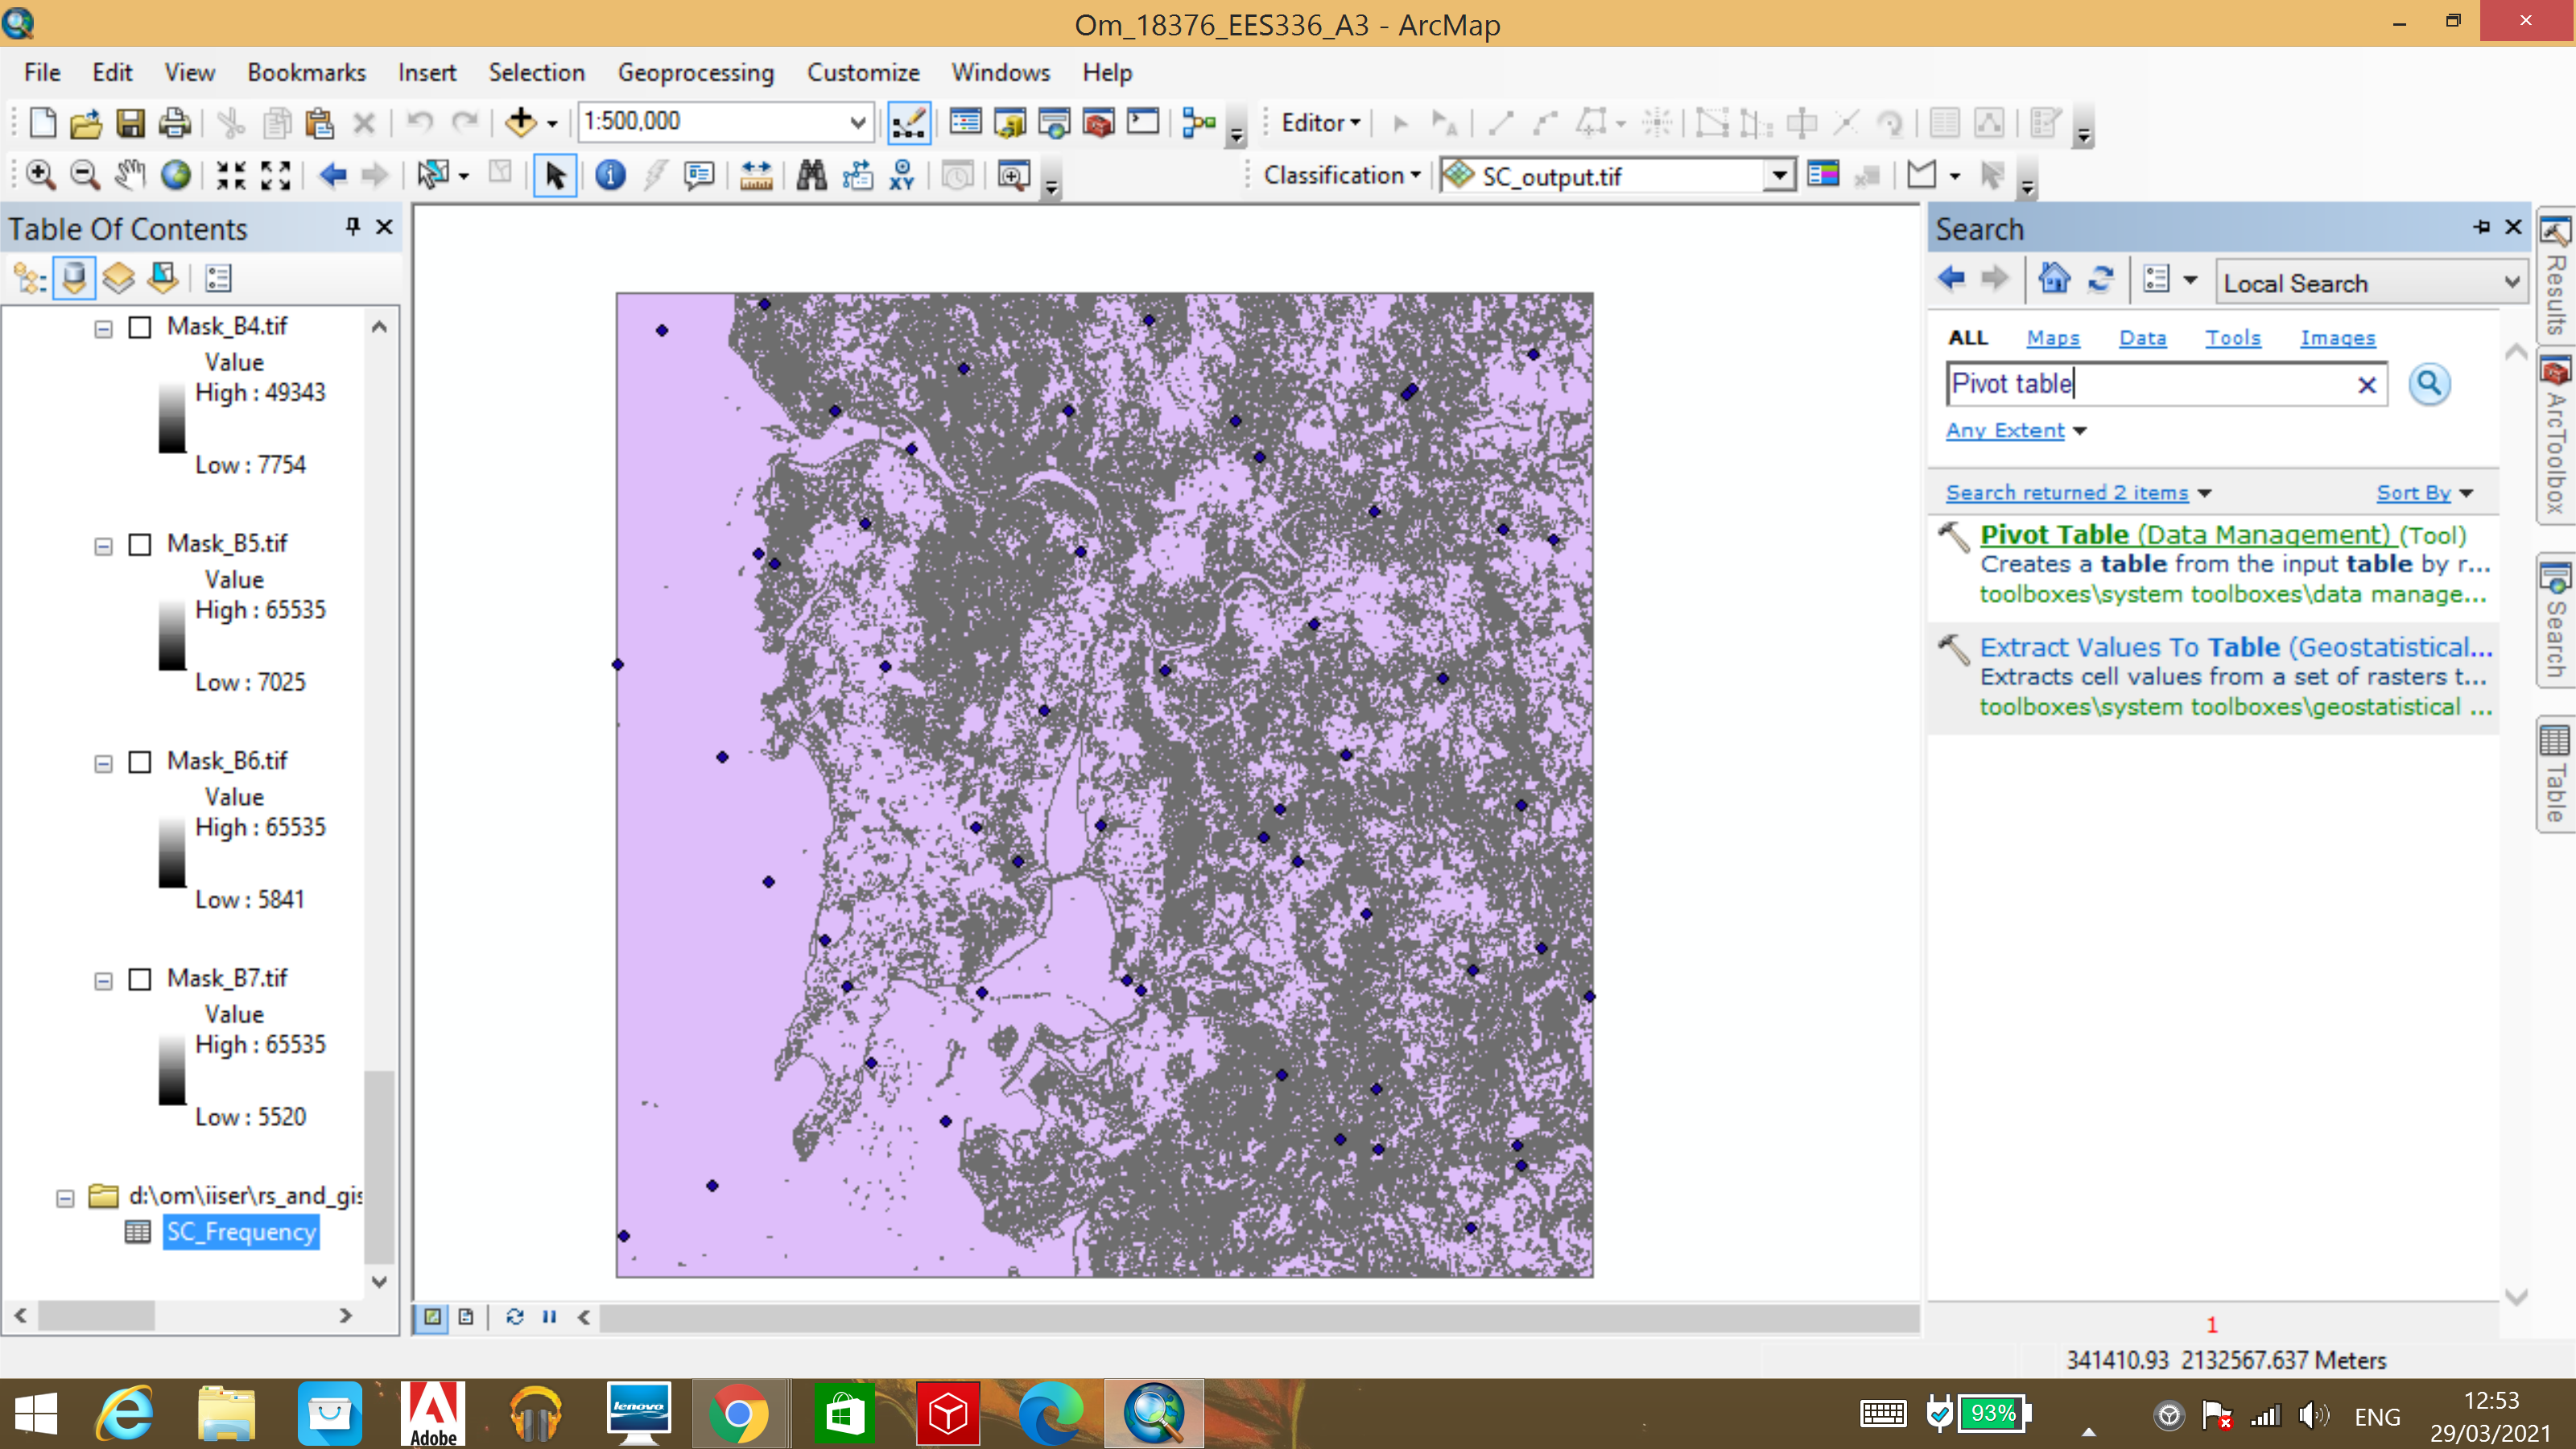 Om_18376_EES336_A3 - ArcMap
File Edit View Bookmarks Insert Selection Geoprocessing Customize Windows Help
1:500,000
Editor
Classification SC_output.tif
XY
Table Of Contents
Mask_B4.tif
Value
High : 49343
Low : 7754
Mask_B5.tif
Value
High : 65535
Low : 7025
Mask_B6.tif
Value
High : 65535
Low : 5841
Mask_B7.tif
Value
High : 65535
Low : 5520
d:\om\iiser\rs_and_gis
SC_Frequency
Search
Local Search
ALL Maps Data Tools Images
Pivot table
Any Extent
Search returned 2 items Sort By
Pivot Table (Data Management) (Tool)
Creates a table from the input table by r...
toolboxes\system toolboxes\data manage...
Extract Values To Table (Geostatistical...
Extracts cell values from a set of rasters t...
toolboxes\system toolboxes\geostatistical ...
1
Results
ArcToolbox
Search
Table
341410.93 2132567.637 Meters
Adobe
lenovo
93%
ENG
12:53
29/03/2021